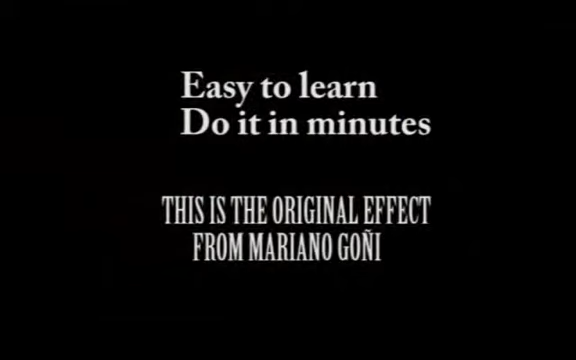 Easy to learn
Do it in minutes
THIS IS THE ORIGINAL EFFECT
FROM MARIANO GOÑI